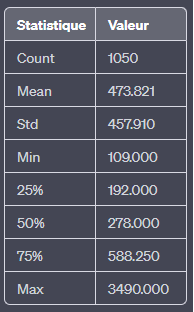 Statistique Valeur
Count 1050
Mean 473.821
Std 457.910
Min 109.000
25% 192.000
50% 278.000
75% 588.250
Max 3490.000